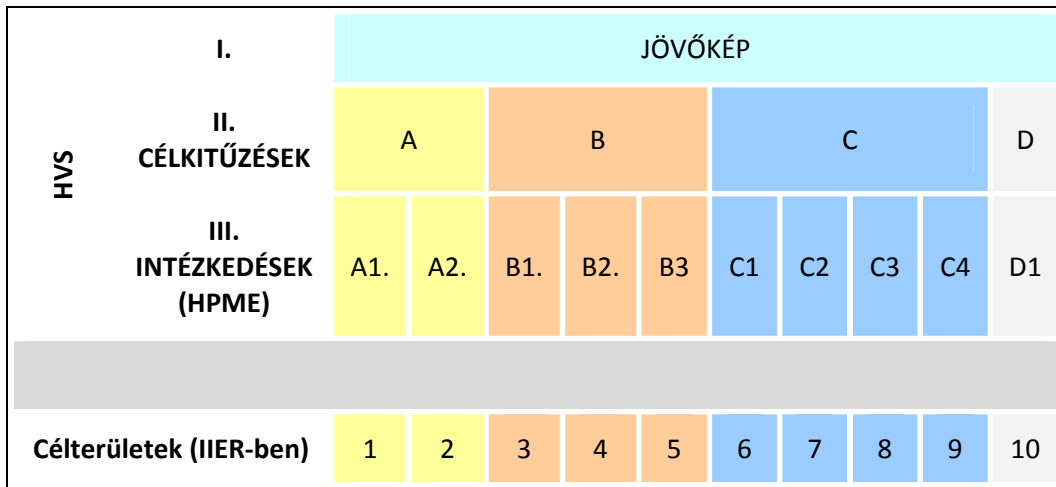 I. JÖVŐKÉP
HVS
II.
CÉLKITŰZÉSEK
A B C D
III.
INTÉZKEDÉSEK
(HPME)
A1. A2. B1. B2. B3 C1 C2 C3 C4 D1
Célterületek (IIER-ben) 1 2 3 4 5 6 7 8 9 10